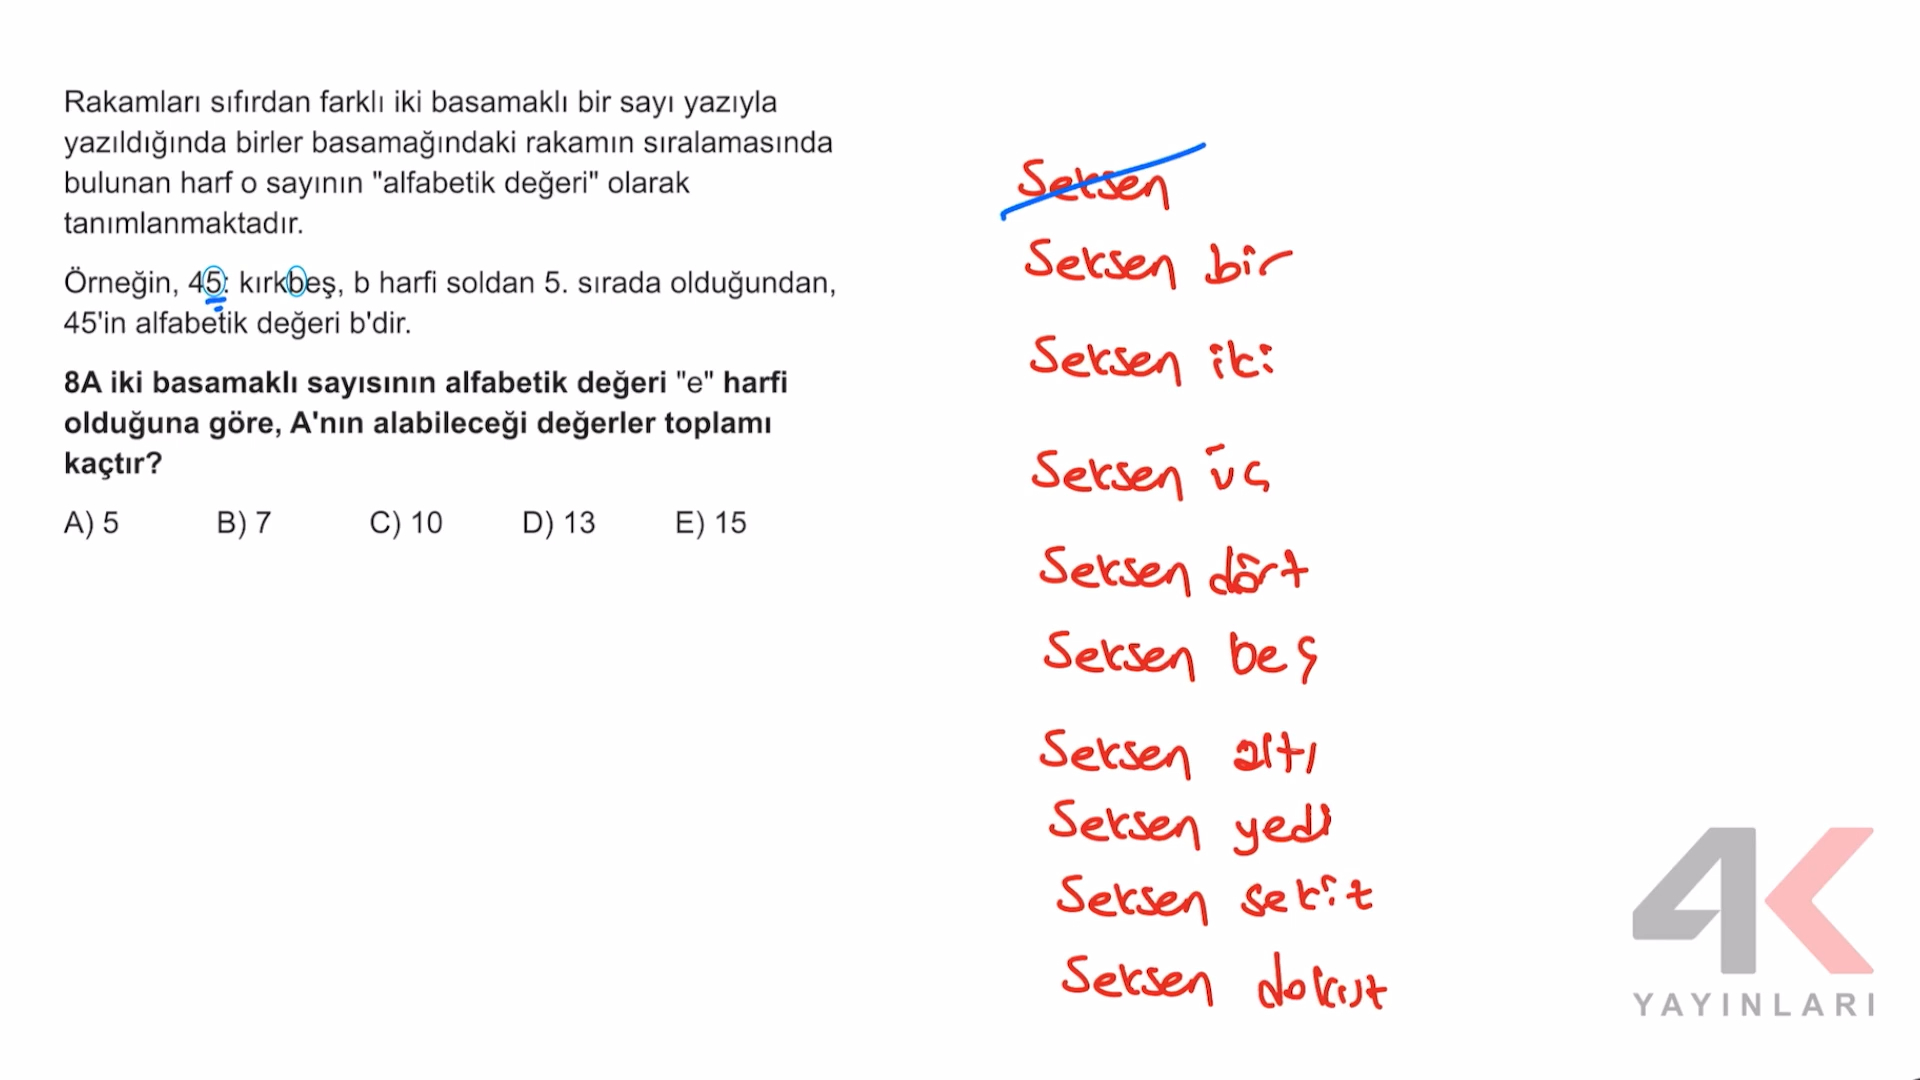 Rakamları sıfırdan farklı iki basamaklı bir sayı yazıyla
yazıldığında birler basamağındaki rakamın sıralamasında
bulunan harf o sayının "alfabetik değeri" olarak
tanımlanmaktadır.
Örneğin, 45: kırkbeş, b harfi soldan 5. sırada olduğundan,
45'in alfabetik değeri b'dir.
8A iki basamaklı sayısının alfabetik değeri "e" harfi
olduğuna göre, A'nın alabileceği değerler toplamı
kaçtır?
A) 5 B) 7 C) 10 D) 13 E) 15
Seksen
Seksen bir
Seksen iki
Seksen üç
Seksen dört
Seksen beş
Seksen altı
Seksen yedi
Seksen sekiz
Seksen dokuz
4K
YAYINLARI